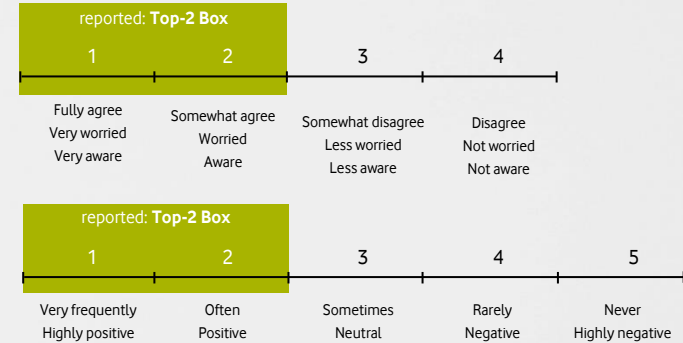 reported: Top-2 Box
1 2 3 4
Fully agree Somewhat agree Somewhat disagree Disagree
Very worried Worried Less worried Not worried
Very aware Aware Less aware Not aware
reported: Top-2 Box
1 2 3 4 5
Very frequently Often Sometimes Rarely Never
Highly positive Positive Neutral Negative Highly negative